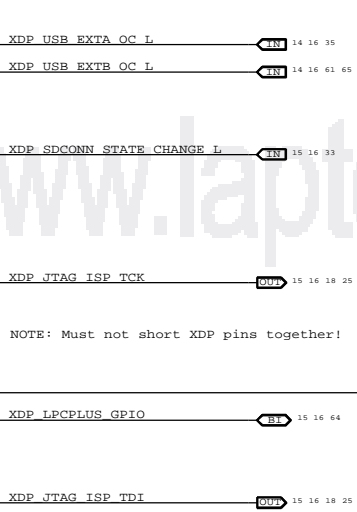 XDP_USB_EXTA_OC_L IN 14 16 35
XDP_USB_EXTB_OC_L IN 14 16 61 65
XDP_SDCONN_STATE_CHANGE_L IN 15 16 33
www.lapt
XDP_JTAG_ISP_TCK OUT 15 16 18 25
NOTE: Must not short XDP pins together!
XDP_LPCPLUS_GPIO BI 15 16 64
XDP_JTAG_ISP_TDI OUT 15 16 18 25